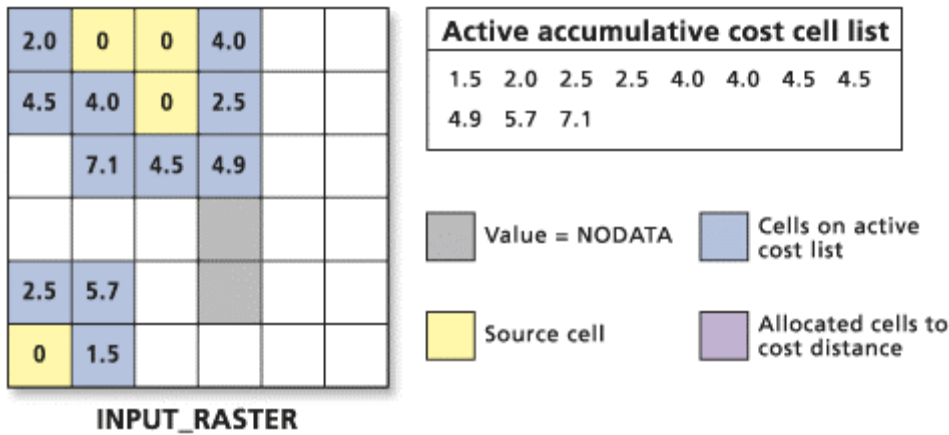 2.0 0 0 4.0
4.5 4.0 0 2.5
7.1 4.5 4.9
2.5 5.7
0 1.5
INPUT_RASTER
Active accumulative cost cell list
1.5 2.0 2.5 2.5 4.0 4.0 4.5 4.5
4.9 5.7 7.1
Value = NODATA
Cells on active
cost list
Source cell
Allocated cells to
cost distance